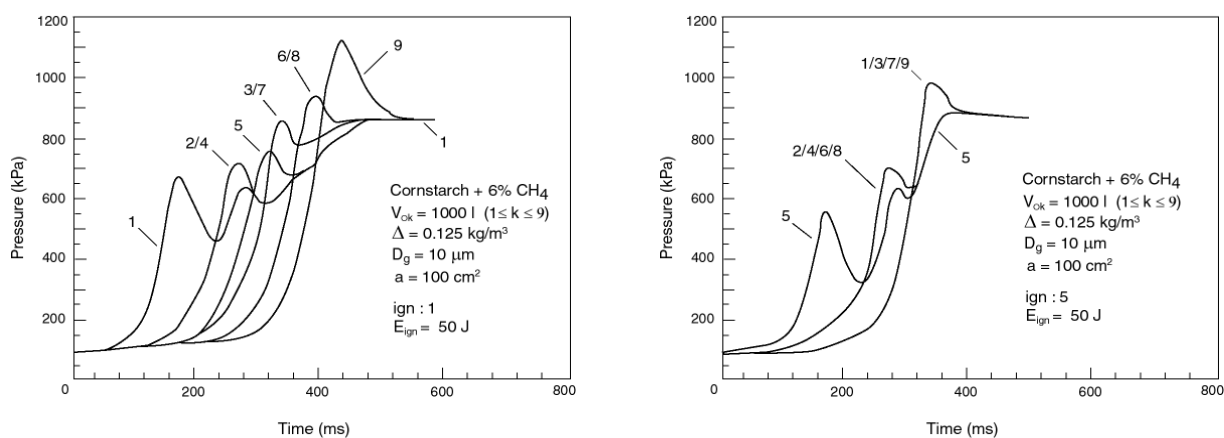 1200
1000
800
600
400
200
0
200
400
600
800
Pressure (kPa)
Time (ms)
1
2/4
5
3/7
6/8
9
1
Cornstarch + 6% CH4
Vok = 1000 l (1≤ k ≤ 9)
Δ = 0.125 kg/m³
Dg = 10 μm
a = 100 cm²
ign : 1
Eign = 50 J
1200
1000
800
600
400
200
0
200
400
600
800
Pressure (kPa)
Time (ms)
5
2/4/6/8
1/3/7/9
5
Cornstarch + 6% CH4
Vok = 1000 l (1≤ k ≤ 9)
Δ = 0.125 kg/m³
Dg = 10 μm
a = 100 cm²
ign : 5
Eign = 50 J